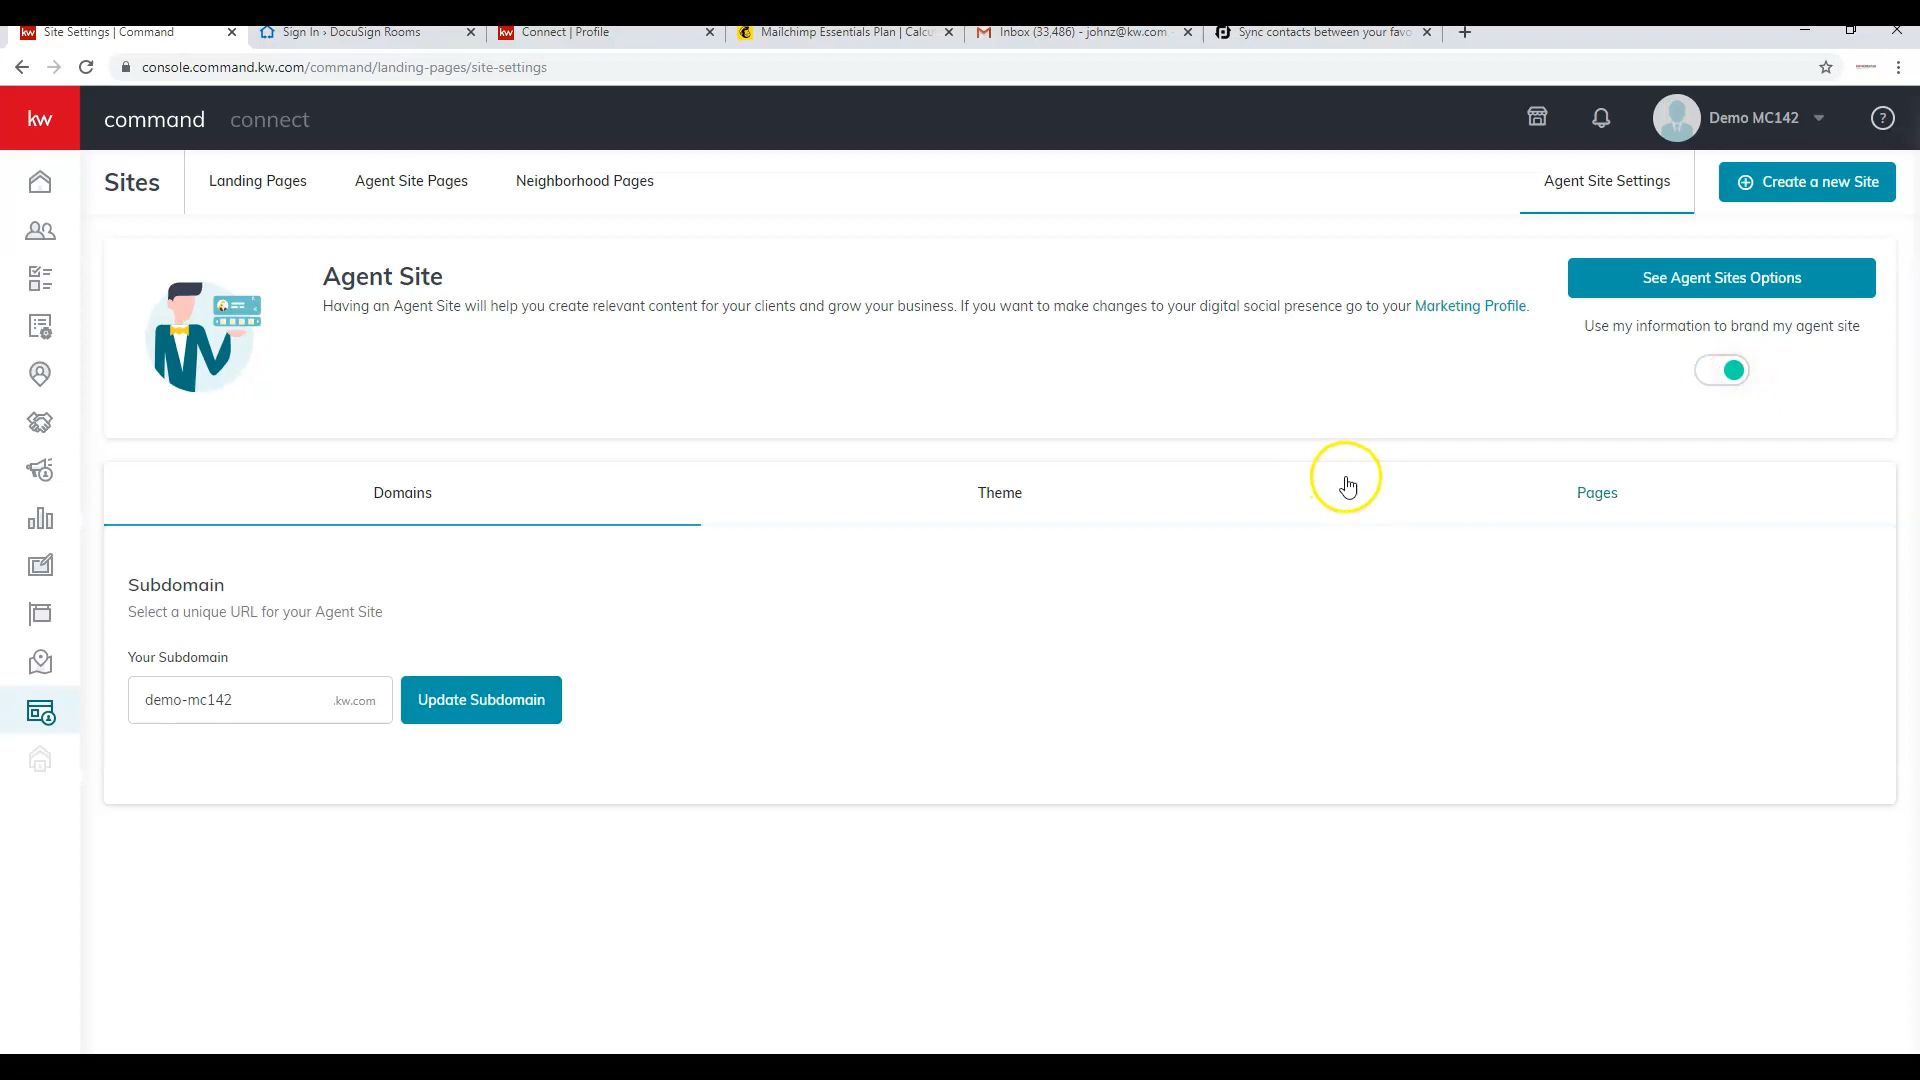 kw Site Settings | Command
Sign In › DocuSign Rooms
kw Connect | Profile
Mailchimp Essentials Plan | Calcu
Inbox (33,486) - johnz@kw.com
Sync contacts between your favo
console.command.kw.com/command/landing-pages/site-settings
kw
command
connect
Demo MC142
?
Sites
Landing Pages
Agent Site Pages
Neighborhood Pages
Agent Site Settings
Create a new Site
Agent Site
Having an Agent Site will help you create relevant content for your clients and grow your business. If you want to make changes to your digital social presence go to your Marketing Profile.
See Agent Sites Options
Use my information to brand my agent site
Domains
Theme
Pages
Subdomain
Select a unique URL for your Agent Site
Your Subdomain
demo-mc142 .kw.com
Update Subdomain